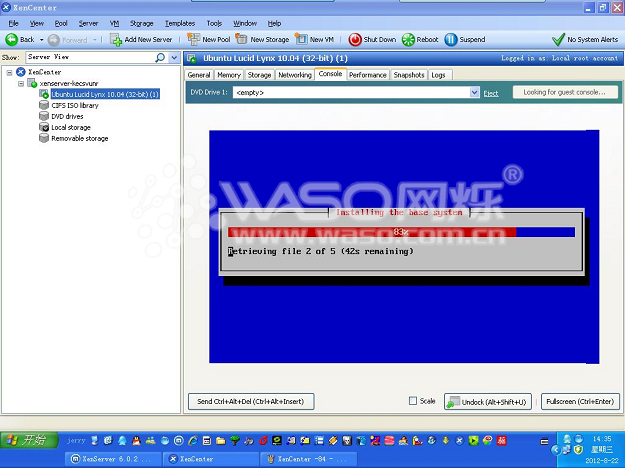 XenCenter
File View Pool Server VM Storage Templates Tools Window Help
Back Forward Add New Server New Pool New Storage New VM Shut Down Reboot Suspend No System Alerts
Show: Server View
Ubuntu Lucid Lynx 10.04 (32-bit) (1)
Logged in as: Local root account
XenCenter
xenserver-kecsvunr
Ubuntu Lucid Lynx 10.04 (32-bit) (1)
CIFS ISO library
DVD drives
Local storage
Removable storage
General Memory Storage Networking Console Performance Snapshots Logs
DVD Drive 1: <empty> Eject Looking for guest console...
WASO网烁®
www.waso.com.cn
Installing the base system
83%
Retrieving file 2 of 5 (42s remaining)
Send Ctrl+Alt+Del (Ctrl+Alt+Insert) Scale Undock (Alt+Shift+U) Fullscreen (Ctrl+Enter)
开始 jerry 14:35
星期三
XenServer 6.0.2 ... XenCenter XenCenter -84 - ... 2012-8-22